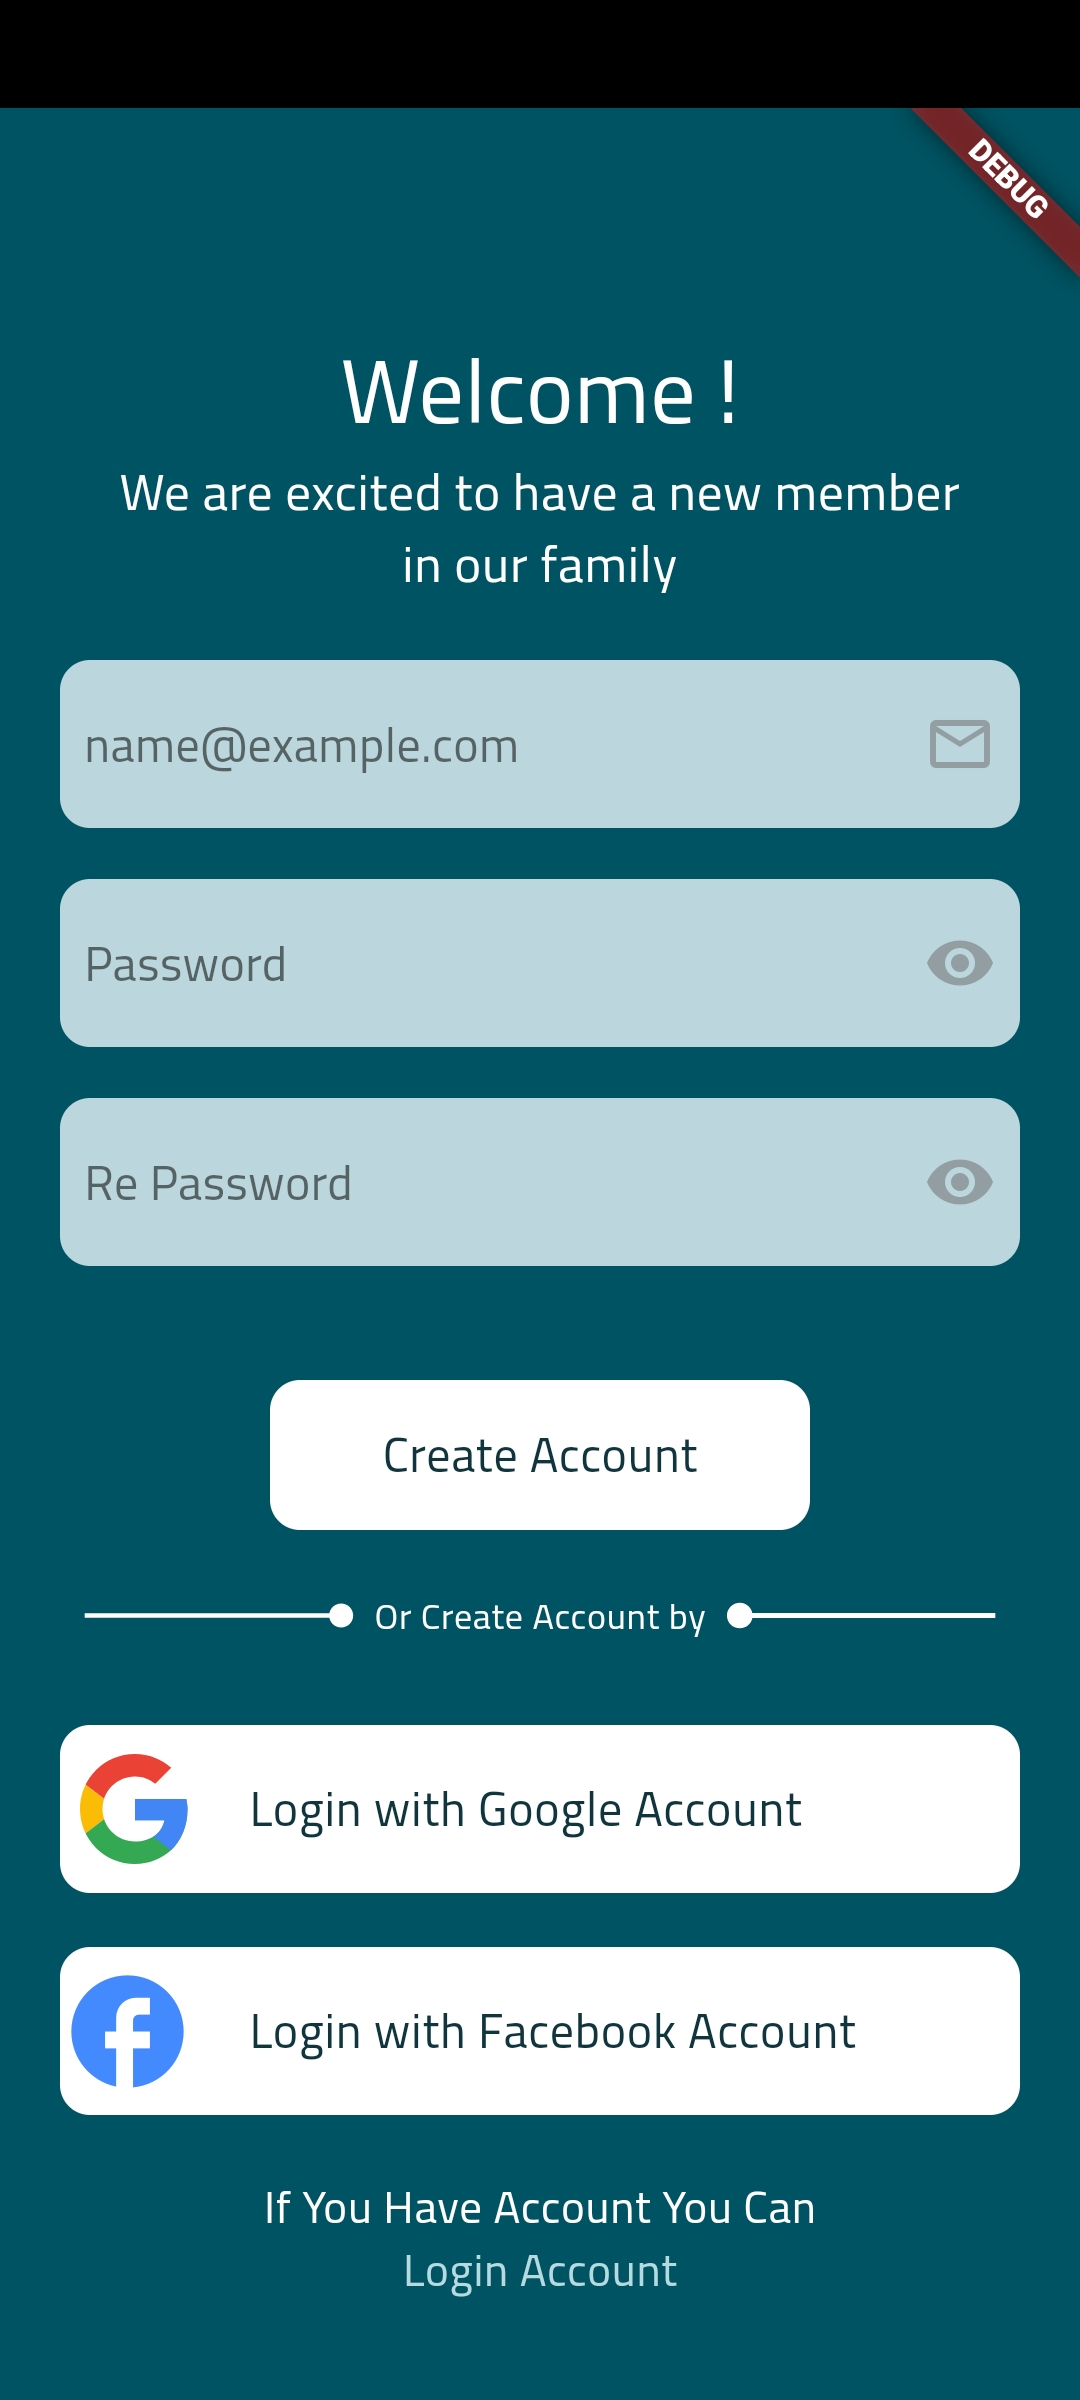 DEBUG
Welcome !
We are excited to have a new member
in our family
name@example.com
Password
Re Password
Create Account
Or Create Account by
Login with Google Account
Login with Facebook Account
If You Have Account You Can
Login Account